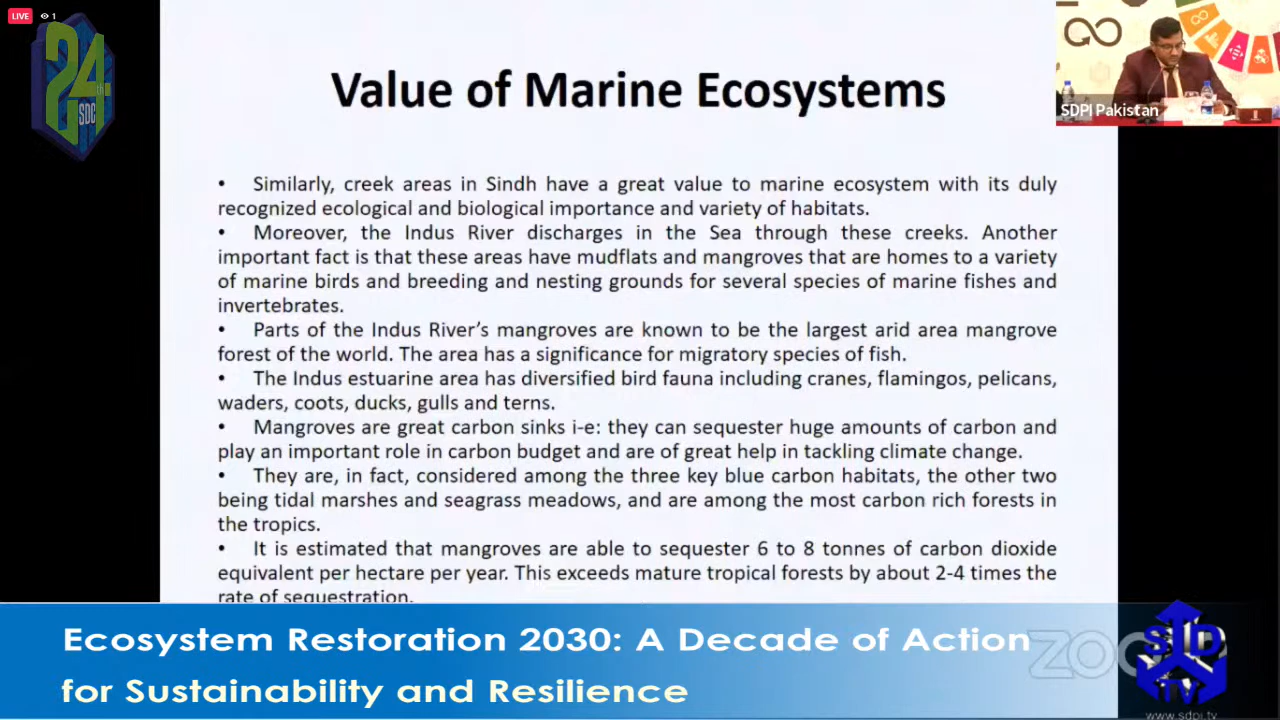 LIVE 1
24th
SDC
Value of Marine Ecosystems
SDPI Pakistan
• Similarly, creek areas in Sindh have a great value to marine ecosystem with its duly
recognized ecological and biological importance and variety of habitats.
• Moreover, the Indus River discharges in the Sea through these creeks. Another
important fact is that these areas have mudflats and mangroves that are homes to a variety
of marine birds and breeding and nesting grounds for several species of marine fishes and
invertebrates.
• Parts of the Indus River’s mangroves are known to be the largest arid area mangrove
forest of the world. The area has a significance for migratory species of fish.
• The Indus estuarine area has diversified bird fauna including cranes, flamingos, pelicans,
waders, coots, ducks, gulls and terns.
• Mangroves are great carbon sinks i-e: they can sequester huge amounts of carbon and
play an important role in carbon budget and are of great help in tackling climate change.
• They are, in fact, considered among the three key blue carbon habitats, the other two
being tidal marshes and seagrass meadows, and are among the most carbon rich forests in
the tropics.
• It is estimated that mangroves are able to sequester 6 to 8 tonnes of carbon dioxide
equivalent per hectare per year. This exceeds mature tropical forests by about 2-4 times the
rate of sequestration.
Ecosystem Restoration 2030: A Decade of Action
for Sustainability and Resilience
SD
TV
www.sdpi.tv